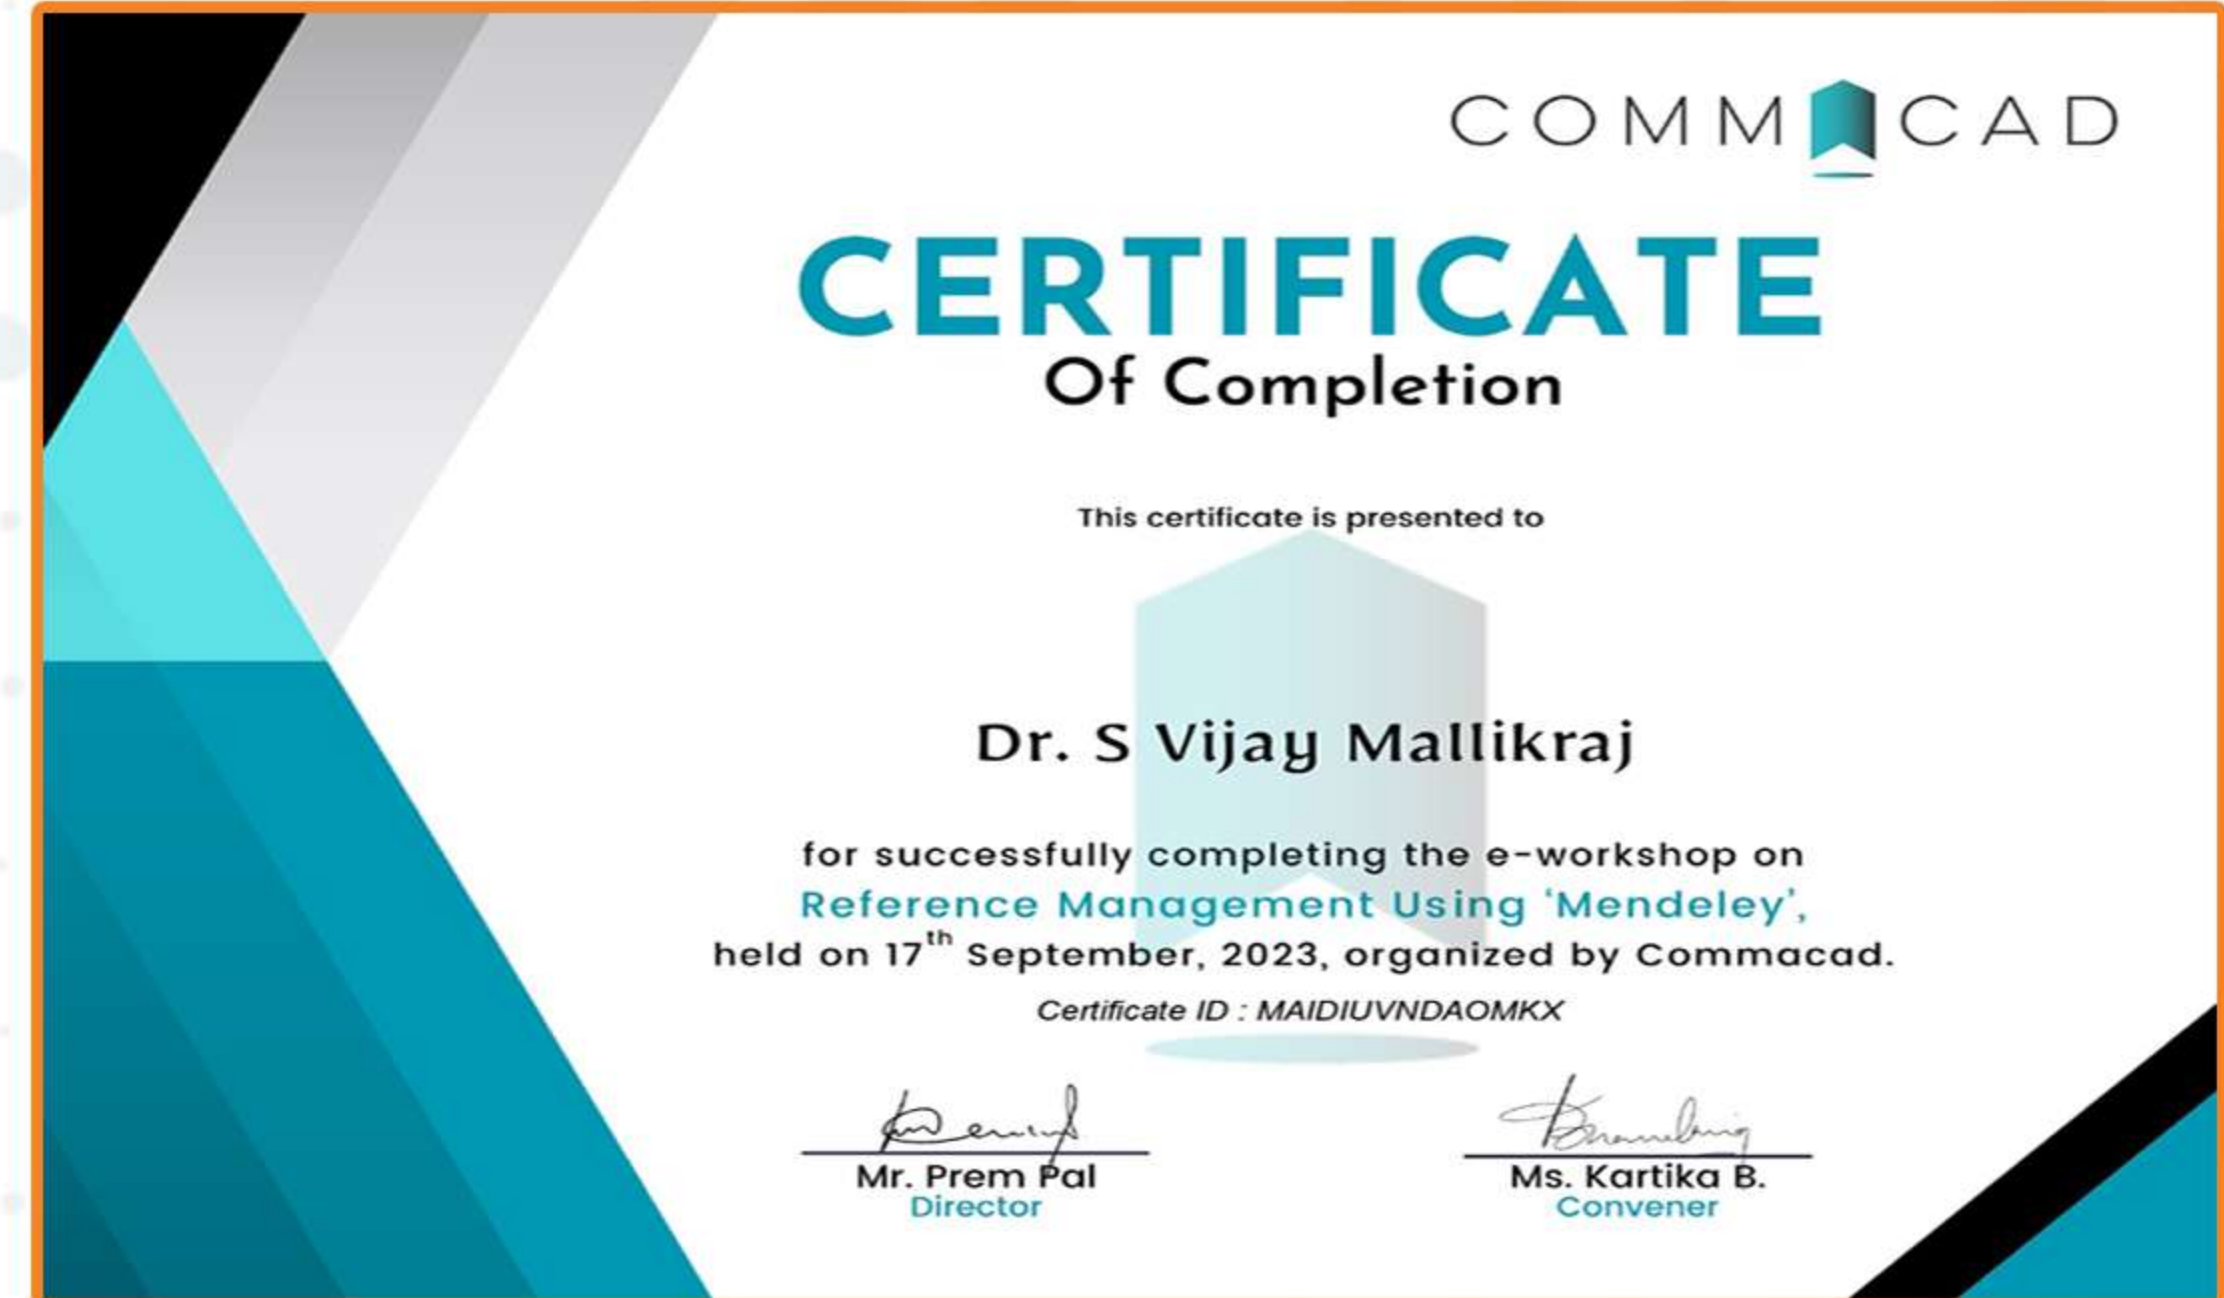 COMMACAD
CERTIFICATE
Of Completion
This certificate is presented to
Dr. S Vijay Mallikraj
for successfully completing the e-workshop on
Reference Management Using ‘Mendeley’,
held on 17th September, 2023, organized by Commacad.
Certificate ID : MAIDIUVNDAOMKX
Mr. Prem Pal
Director
Ms. Kartika B.
Convener